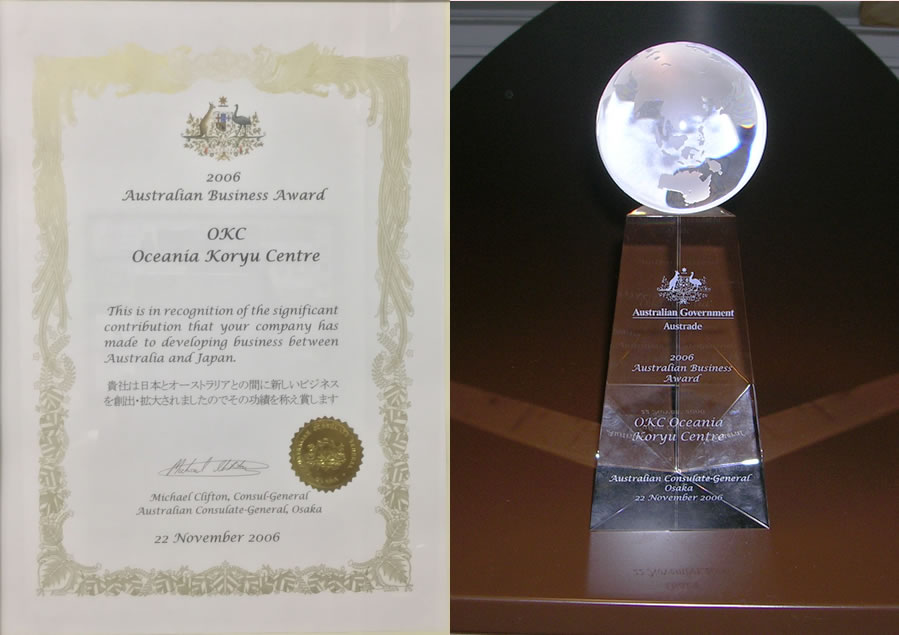 2006
Australian Business Award
OKC
Oceania Koryu Centre
This is in recognition of the significant
contribution that your company has
made to developing business between
Australia and Japan.
貴社は日本とオーストラリアとの間に新しいビジネス
を創出・拡大されましたのでその功績を称え賞します
Michael Clifton, Consul-General
Australian Consulate-General, Osaka
22 November 2006
Australian Government
Austrade
2006
Australian Business
Award
OKC Oceania
Koryu Centre
Australian Consulate-General
Osaka
22 November 2006